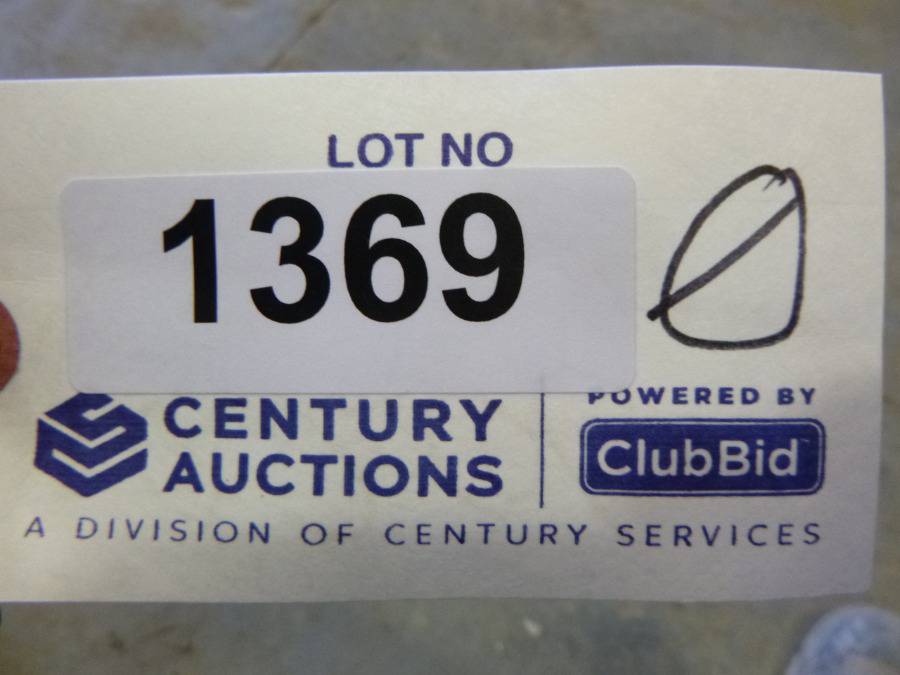 LOT NO
1369
CENTURY
AUCTIONS
POWERED BY
ClubBid
A DIVISION OF CENTURY SERVICES